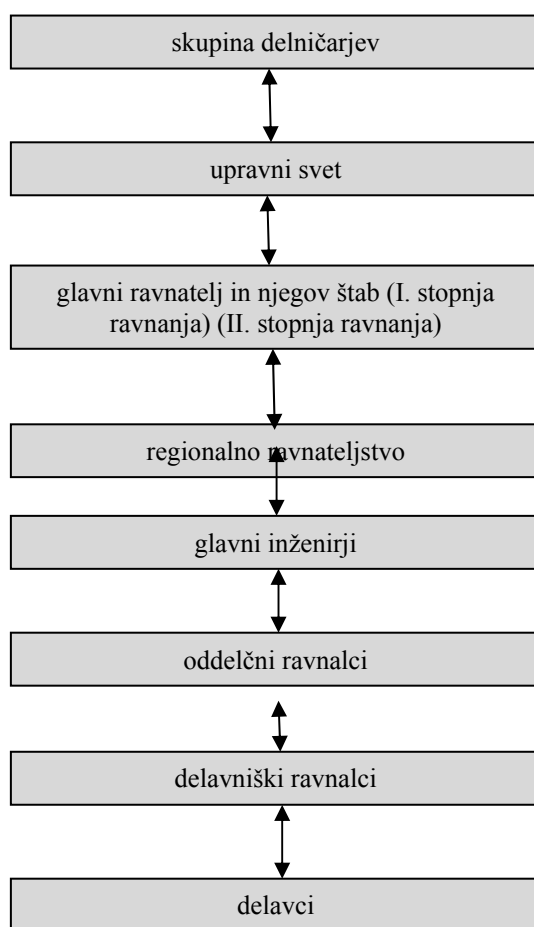 skupina delničarjev
upravni svet
glavni ravnatelj in njegov štab (I. stopnja
ravnanja) (II. stopnja ravnanja)
regionalno ravnateljstvo
glavni inženirji
oddelčni ravnalci
delavniški ravnalci
delavci